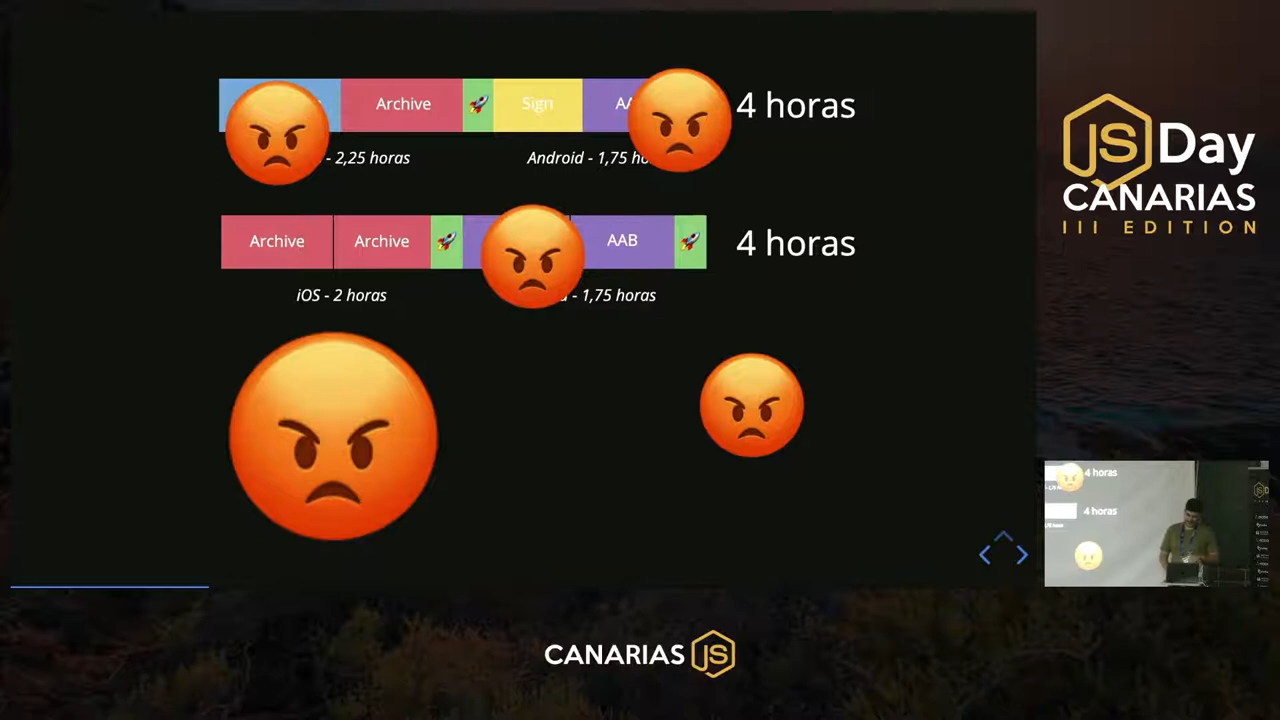 Archive
Sign
4 horas
- 2,25 horas
Android - 1,75
Archive
Archive
AAB
4 horas
iOS - 2 horas
- 1,75 horas
JS Day
CANARIAS
III EDITION
4 horas
4 horas
CANARIAS JS